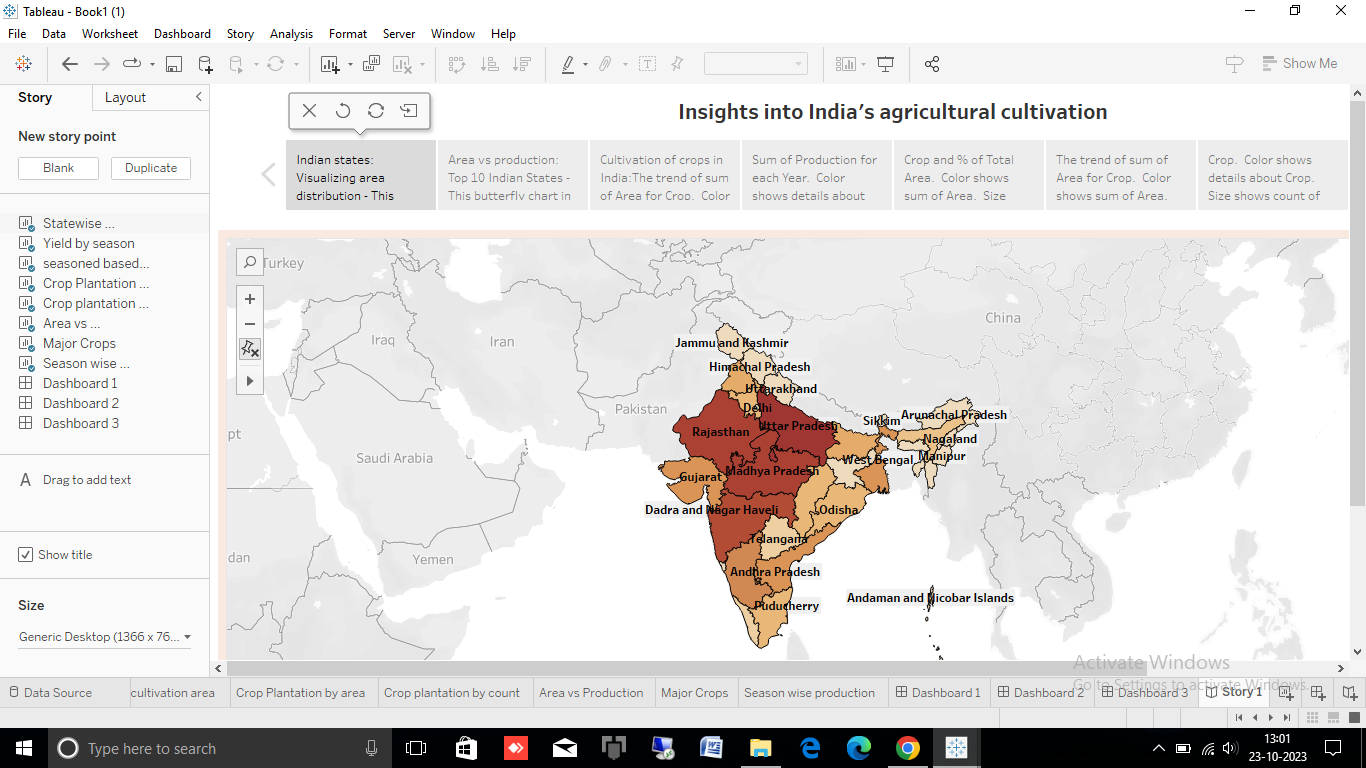 Tableau - Book1 (1)
File Data Worksheet Dashboard Story Analysis Format Server Window Help
Show Me
Story Layout
New story point
Blank Duplicate
Statewise ...
Yield by season
seasoned based...
Crop Plantation ...
Crop plantation ...
Area vs ...
Major Crops
Season wise ...
Dashboard 1
Dashboard 2
Dashboard 3
A Drag to add text
Show title
Size
Generic Desktop (1366 x 76...
Insights into India's agricultural cultivation
Indian states:
Visualizing area
distribution - This
Area vs production:
Top 10 Indian States -
This butterfly chart in
Cultivation of crops in
India:The trend of sum
of Area for Crop. Color
Sum of Production for
each Year. Color
shows details about
Crop and % of Total
Area. Color shows
sum of Area. Size
The trend of sum of
Area for Crop. Color
shows sum of Area.
Crop. Color shows
details about Crop.
Size shows count of
Turkey
Iraq
Iran
China
Pakistan
pt
Saudi Arabia
dan
Yemen
Jammu and Kashmir
Himachal Pradesh
Uttarakhand
Delhi
Rajasthan
Uttar Pradesh
Sikkim
Arunachal Pradesh
Nagaland
Manipur
West Bengal
Madhya Pradesh
Gujarat
Dadra and Nagar Haveli
Odisha
Telangana
Andhra Pradesh
Puducherry
Andaman and Nicobar Islands
Activate Windows
Go to Settings to activate Windows.
Data Source cultivation area Crop Plantation by area Crop plantation by count Area vs Production Major Crops Season wise production Dashboard 1 Dashboard 2 Dashboard 3 Story 1
Type here to search
13:01
23-10-2023